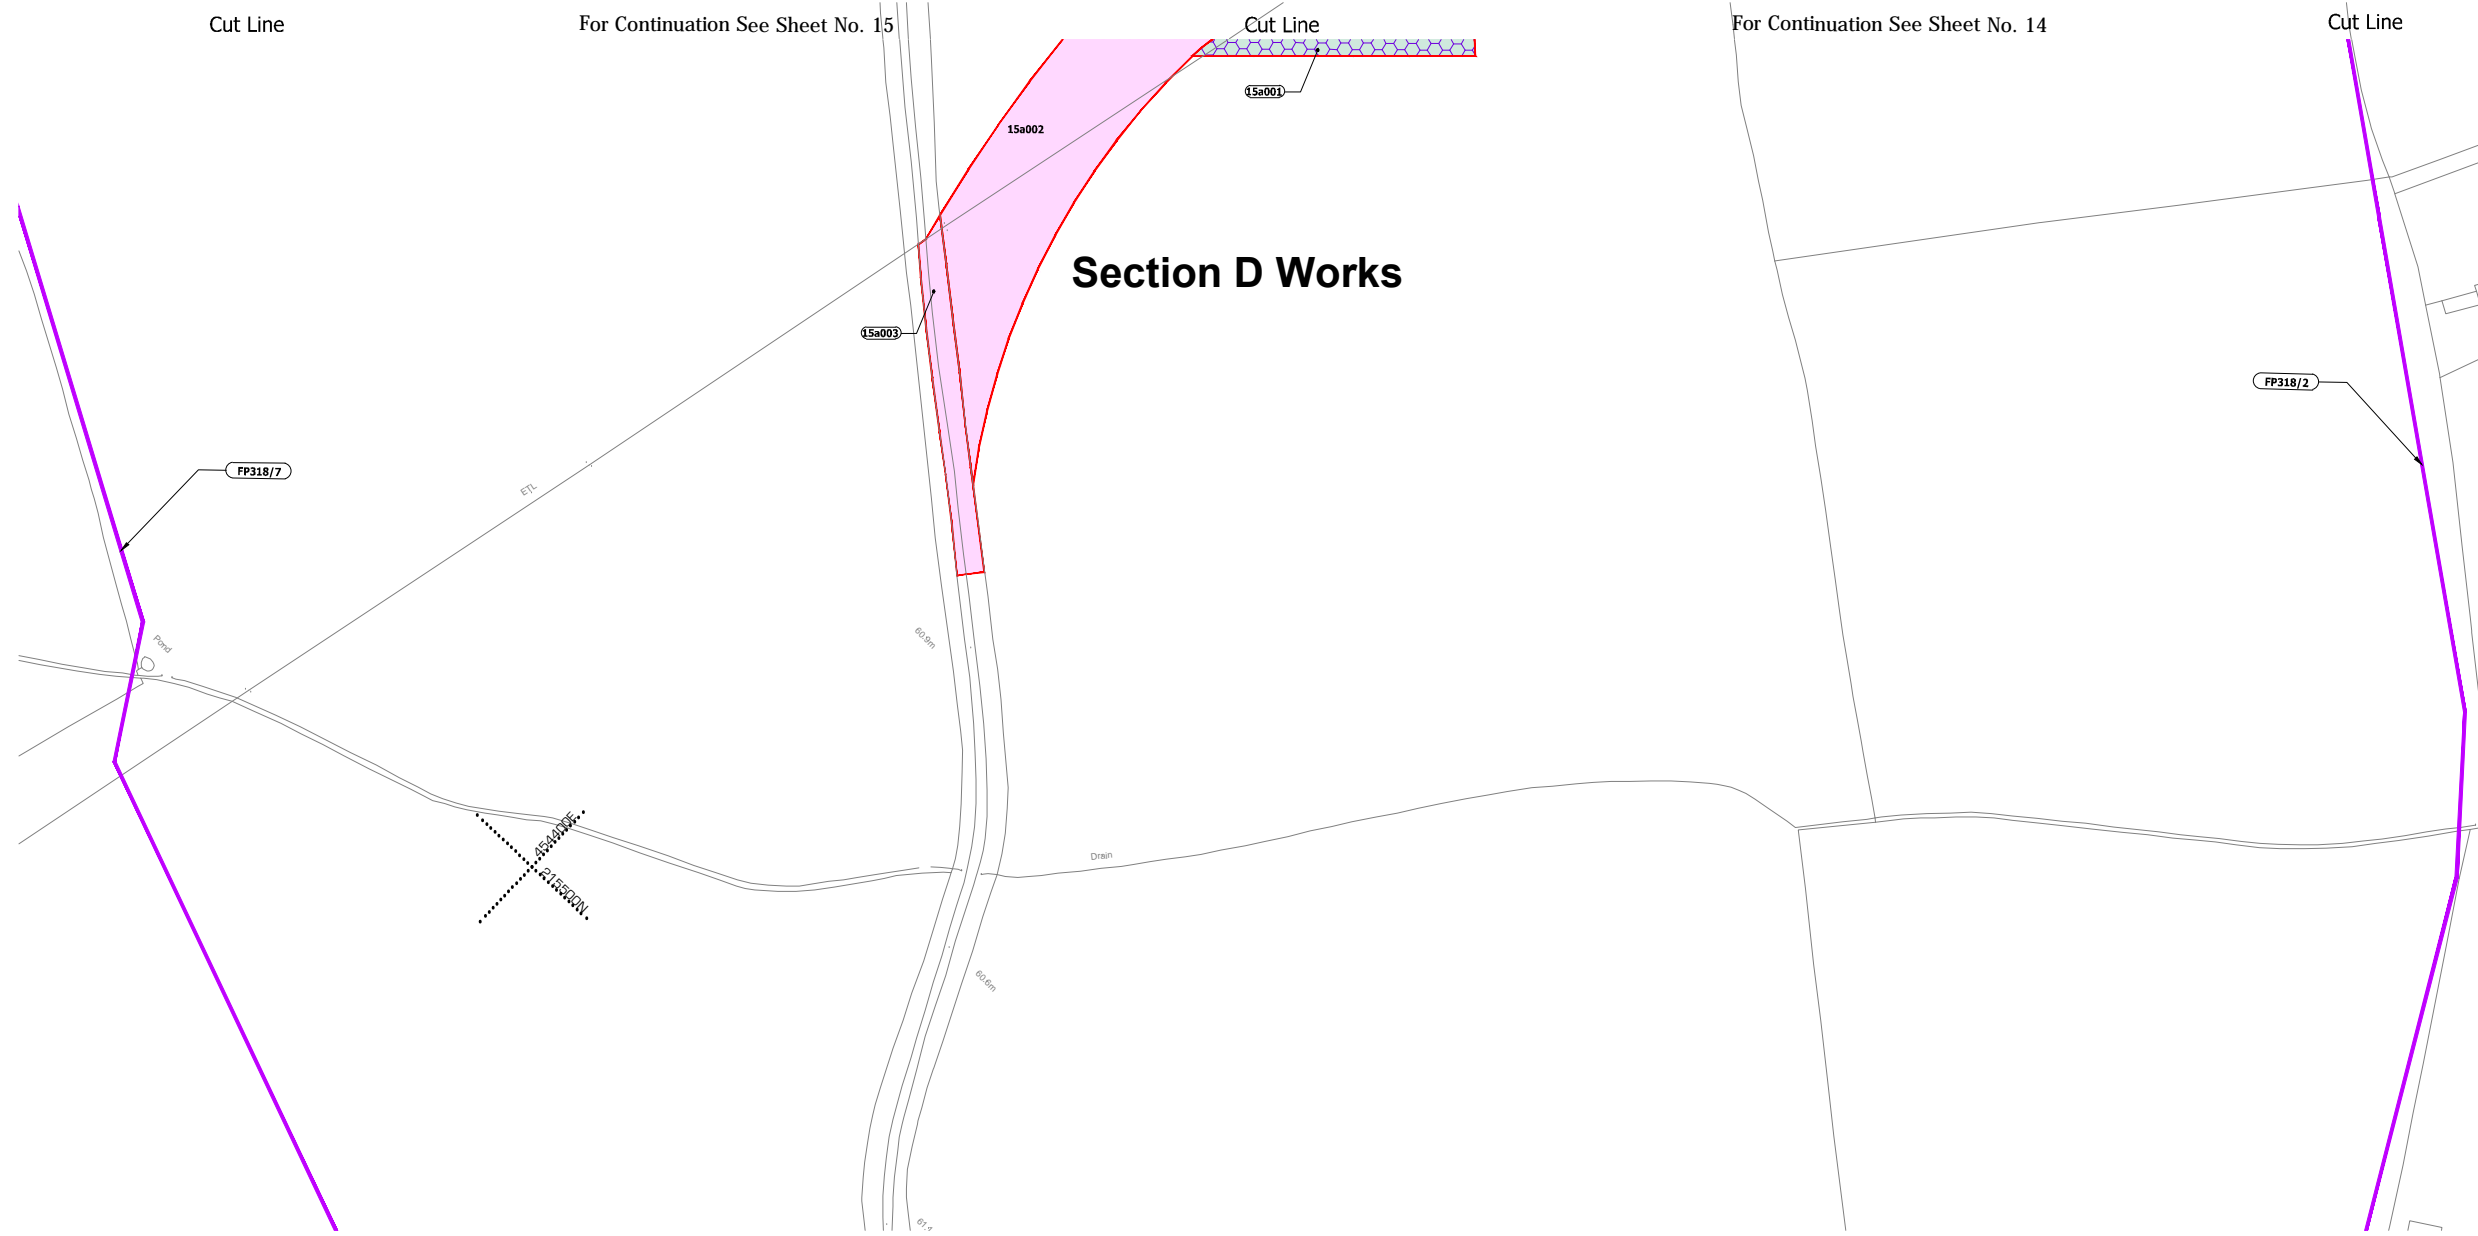 Cut Line
For Continuation See Sheet No. 15
Cut Line
For Continuation See Sheet No. 14
Cut Line
15a001
15a002
Section D Works
15a003
FP318/2
FP318/7
ETL
60.9m
Pond
454400E
215500N
Drain
60.6m